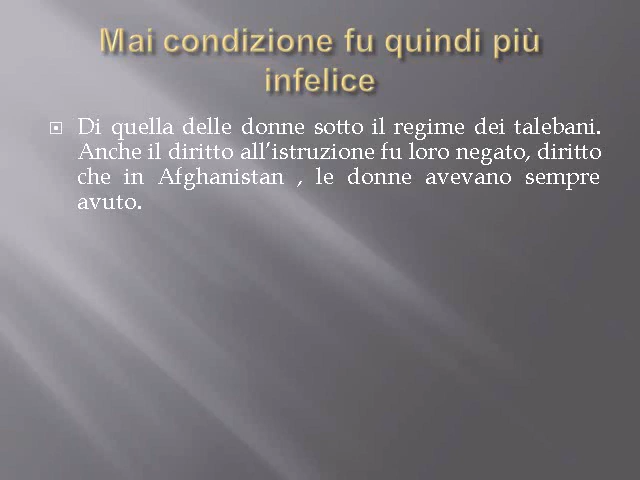 Mai condizione fu quindi più
infelice
Di quella delle donne sotto il regime dei talebani.
Anche il diritto all'istruzione fu loro negato, diritto
che in Afghanistan , le donne avevano sempre
avuto.